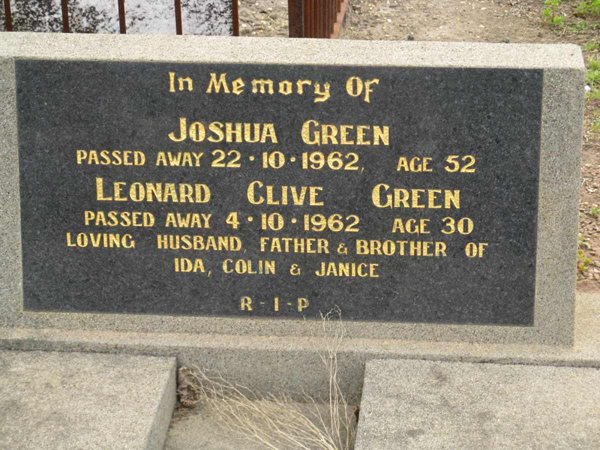 In Memory Of
JOSHUA GREEN
PASSED AWAY 22·10·1962, AGE 52
LEONARD CLIVE GREEN
PASSED AWAY 4·10·1962 AGE 30
LOVING HUSBAND, FATHER & BROTHER OF
IDA, COLIN & JANICE
R-I-P